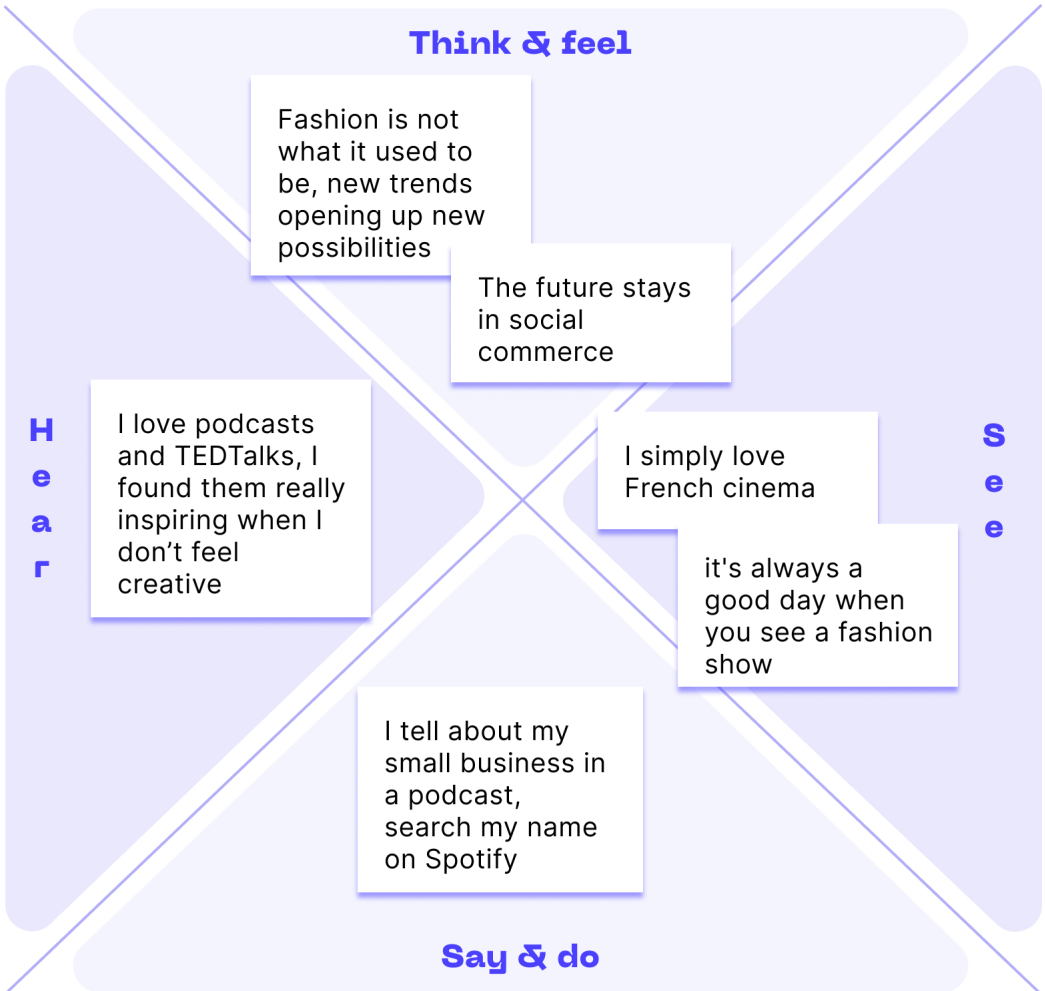 Think & feel
Fashion is not
what it used to
be, new trends
opening up new
possibilities
The future stays
in social
commerce
Hear
I love podcasts
and TEDTalks, I
found them really
inspiring when I
don’t feel
creative
See
I simply love
French cinema
it's always a
good day when
you see a fashion
show
I tell about my
small business in
a podcast,
search my name
on Spotify
Say & do